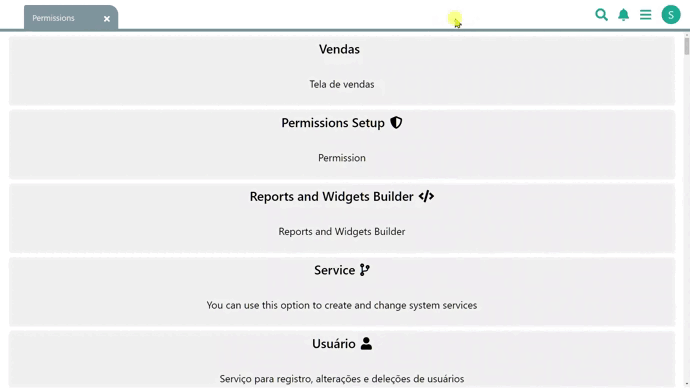 Permissions
S
Vendas
Tela de vendas
Permissions Setup
Permission
Reports and Widgets Builder
Reports and Widgets Builder
Service
You can use this option to create and change system services
Usuário
Serviço para registro, alterações e deleções de usuários